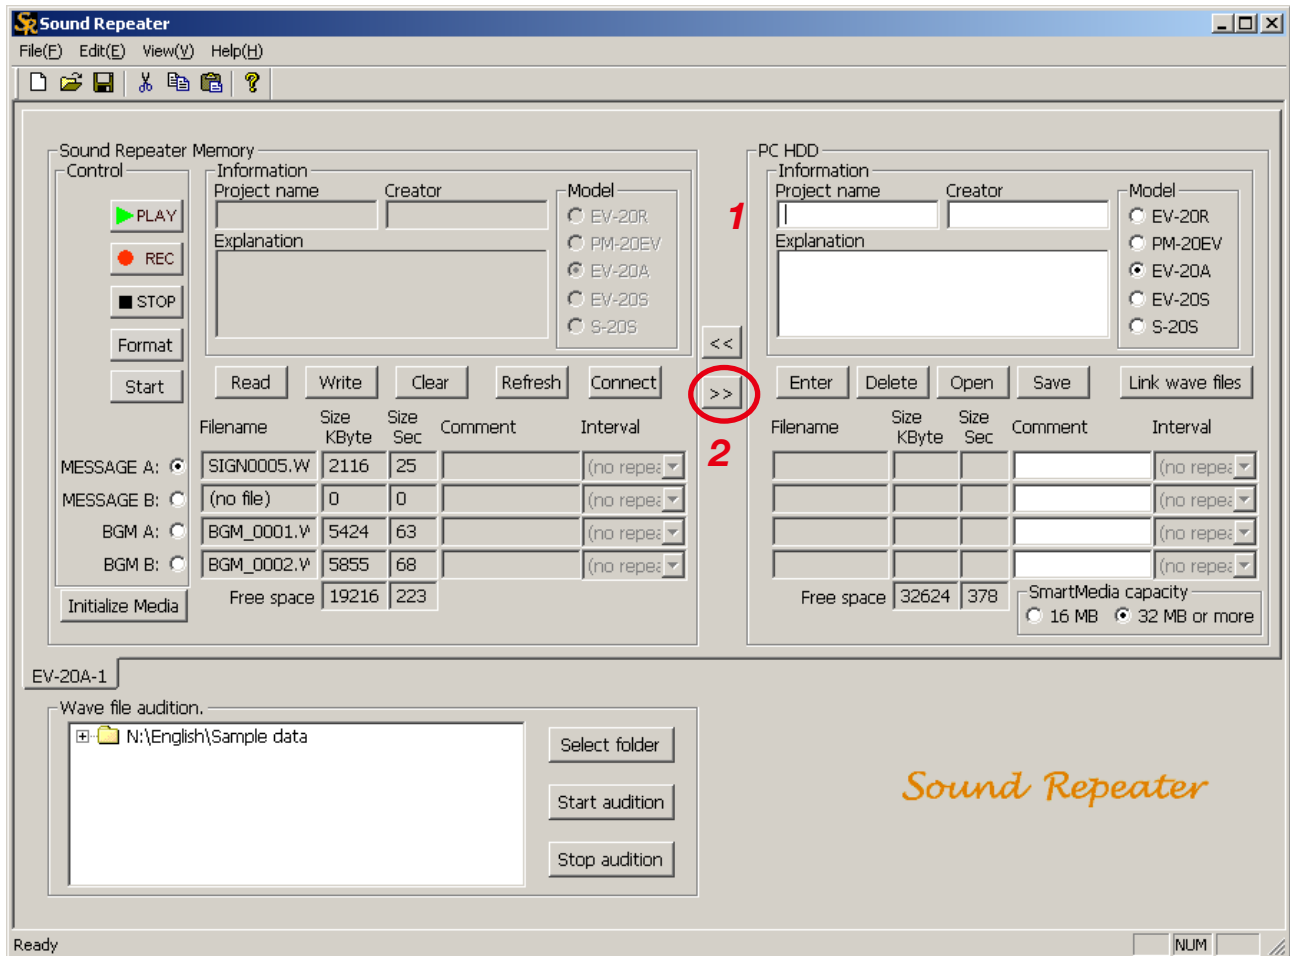 Sound Repeater
File(F) Edit(E) View(V) Help(H)
Sound Repeater Memory
Control
Information
Project name Creator
Model
EV-20R
PM-20EV
EV-20A
EV-20S
S-20S
Explanation
PLAY
REC
STOP
Format
Start
Read Write Clear Refresh Connect
Filename Size KByte Size Sec Comment Interval
MESSAGE A: SIGN0005.W 2116 25 (no repea
MESSAGE B: (no file) 0 0 (no repea
BGM A: BGM_0001.W 5424 63 (no repea
BGM B: BGM_0002.W 5855 68 (no repea
Initialize Media Free space 19216 223
<<
>>
1
2
PC HDD
Information
Project name Creator
Model
EV-20R
PM-20EV
EV-20A
EV-20S
S-20S
Explanation
Enter Delete Open Save Link wave files
Filename Size KByte Size Sec Comment Interval
(no repea
(no repea
(no repea
(no repea
Free space 32624 378
SmartMedia capacity
16 MB 32 MB or more
EV-20A-1
Wave file audition.
N:\English\Sample data
Select folder
Start audition
Stop audition
Sound Repeater
Ready NUM